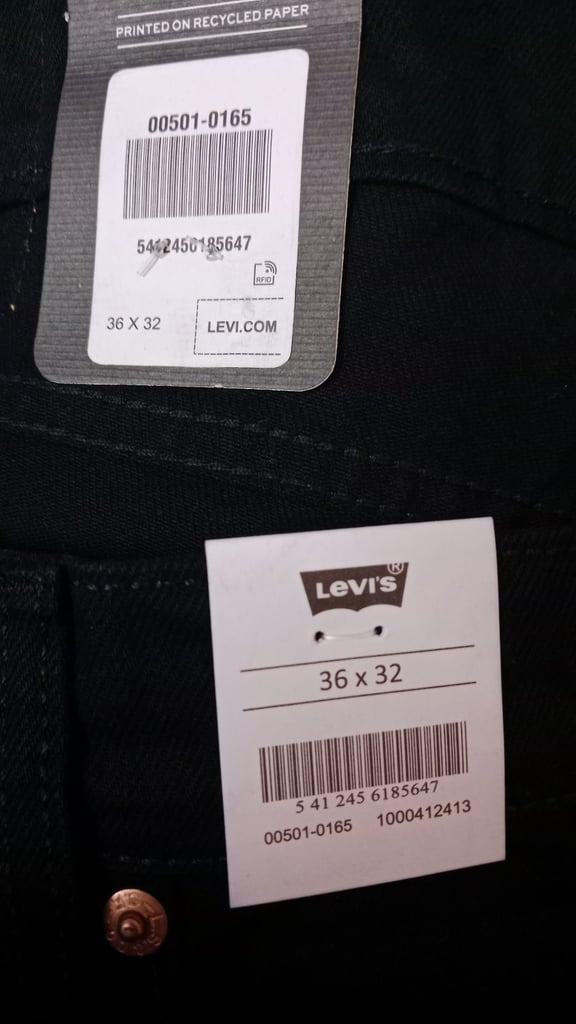 PRINTED ON RECYCLED PAPER
00501-0165
5412456185647
RFID
36 X 32
LEVI.COM
LEVI'S®
36 x 32
5 41 245 6185647
00501-0165 1000412413